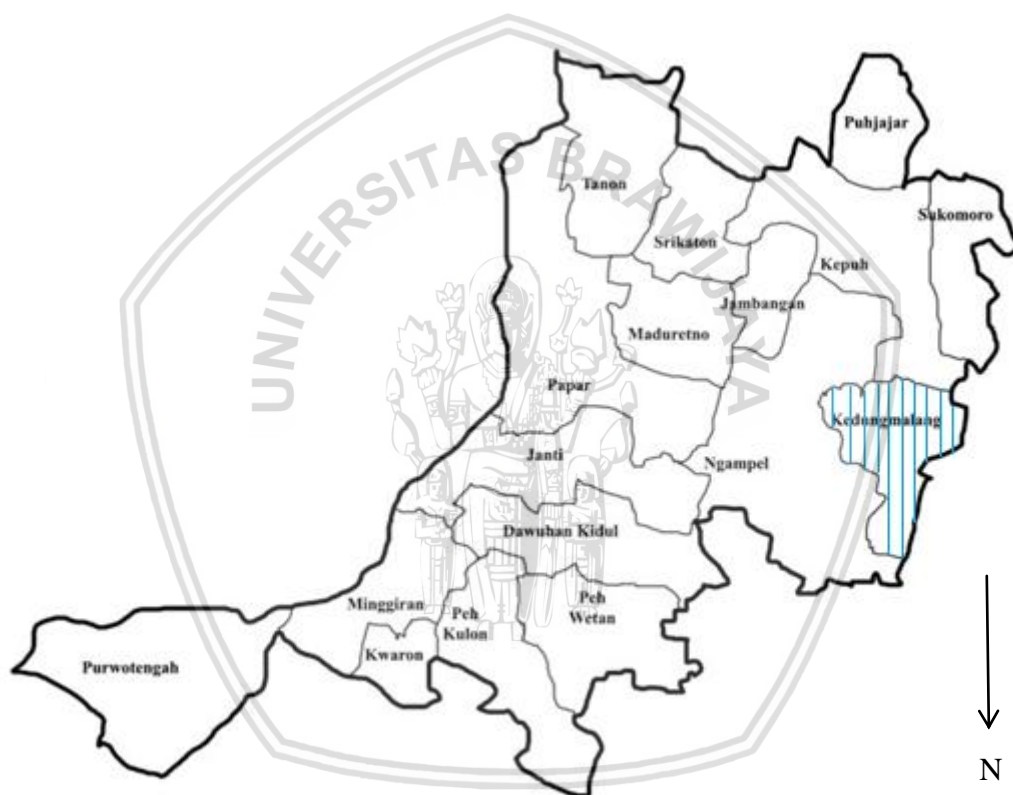 UNIVERSITAS BRAWIJAYA
Puhjajar
Tanon
Sukomoro
Srikaton
Kepuh
Jambangan
Maduretno
Papar
Kedungmalang
Janti
Ngampel
Dawuhan Kidul
Minggiran
Peh
Kulon
Peh
Wetan
Kwaron
Purwotengah
N